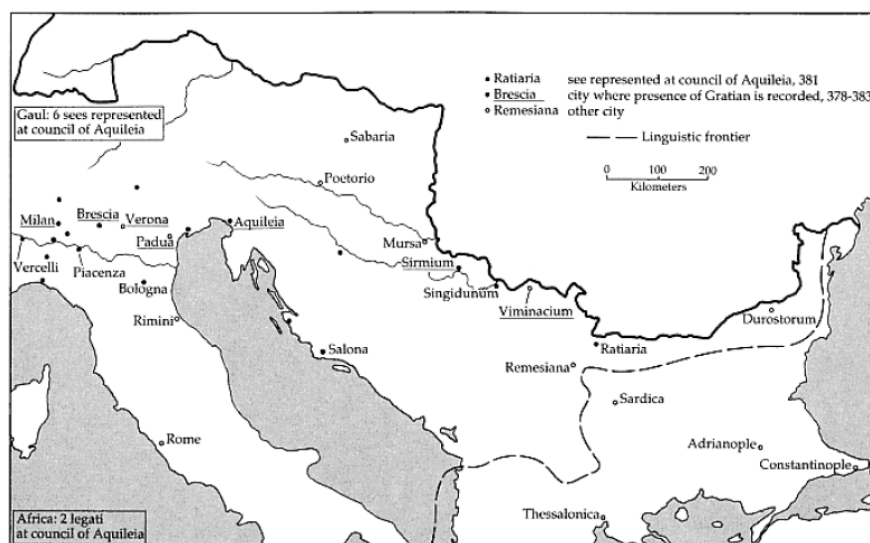 Ratiaria see represented at council of Aquileia, 381
Brescia city where presence of Gratian is recorded, 378-383
Remesiana other city
Linguistic frontier
0 100 200
Kilometers
Gaul: 6 sees represented
at council of Aquileia
Sabaria
Poetorio
Milan
Brescia
Verona
Aquileia
Padua
Mursa
Vercelli
Piacenza
Sirmium
Bologna
Singidunum
Viminacium
Rimini
Durostorum
Salona
Ratiaria
Remesiana
Sardica
Rome
Adrianople
Constantinople
Thessalonica
Africa: 2 legati
at council of Aquileia